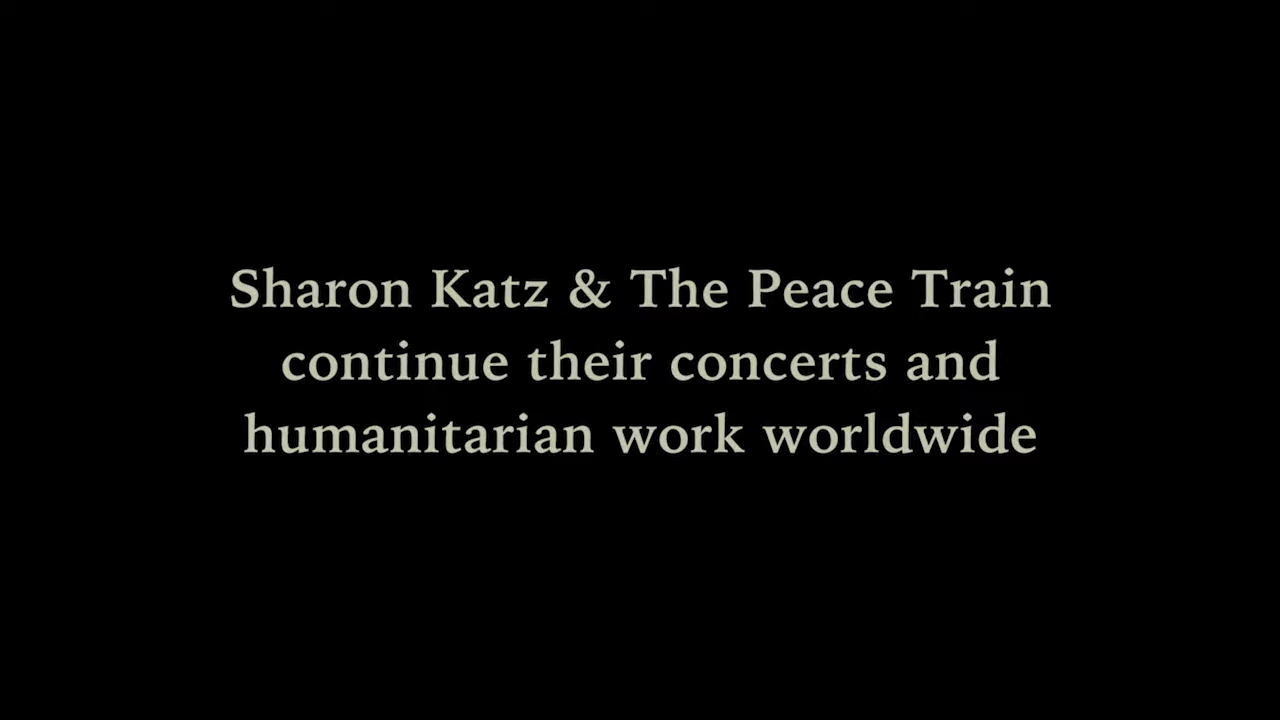 Sharon Katz & The Peace Train
continue their concerts and
humanitarian work worldwide